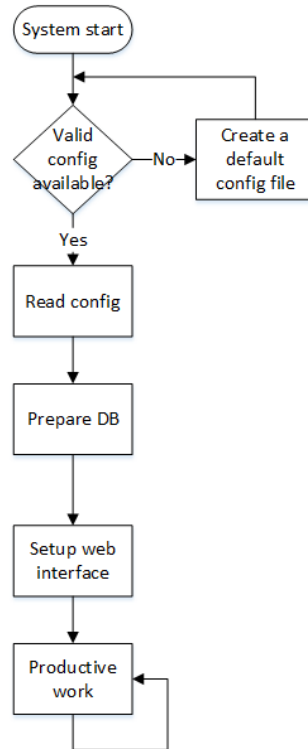 System start
Valid
config
available?
No
Create a
default
config file
Yes
Read config
Prepare DB
Setup web
interface
Productive
work